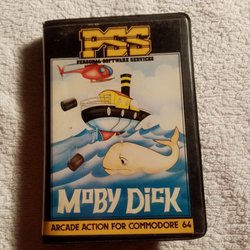 PSS
PERSONAL SOFTWARE SERVICES
MOBY DICK
ARCADE ACTION FOR COMMODORE 64